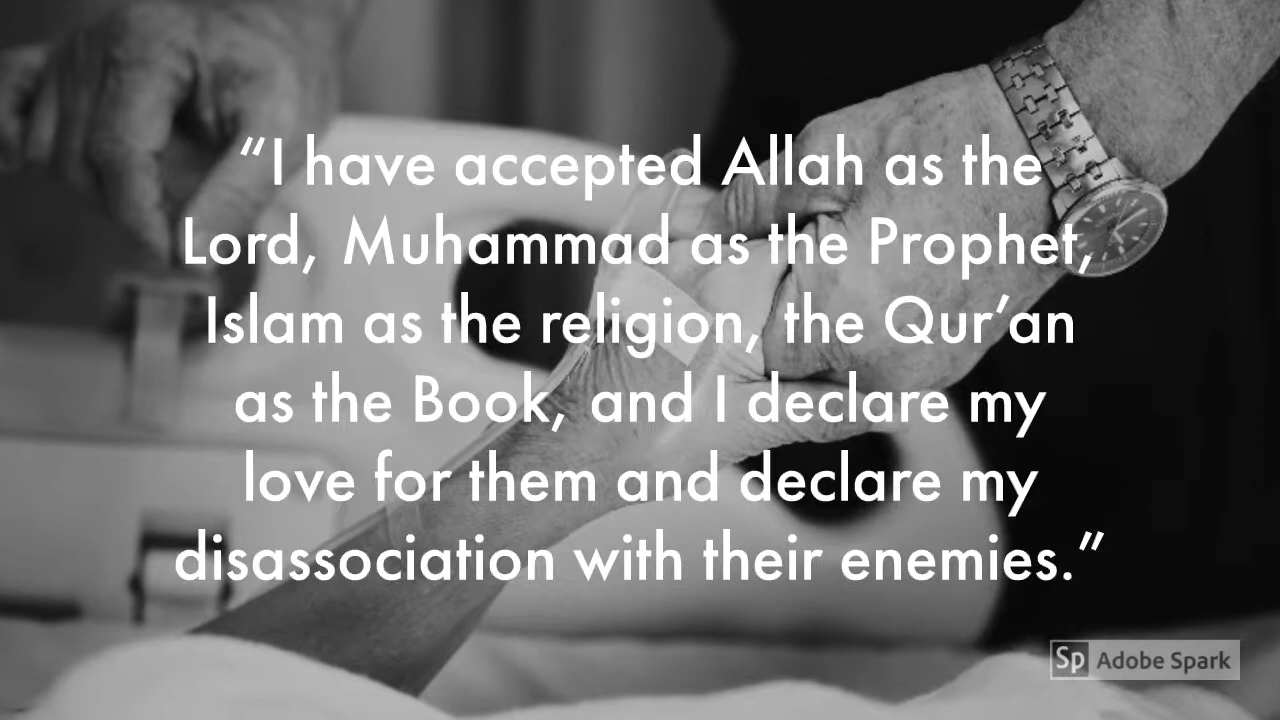 “I have accepted Allah as the
Lord, Muhammad as the Prophet,
Islam as the religion, the Qur’an
as the Book, and I declare my
love for them and declare my
disassociation with their enemies.”
Sp Adobe Spark